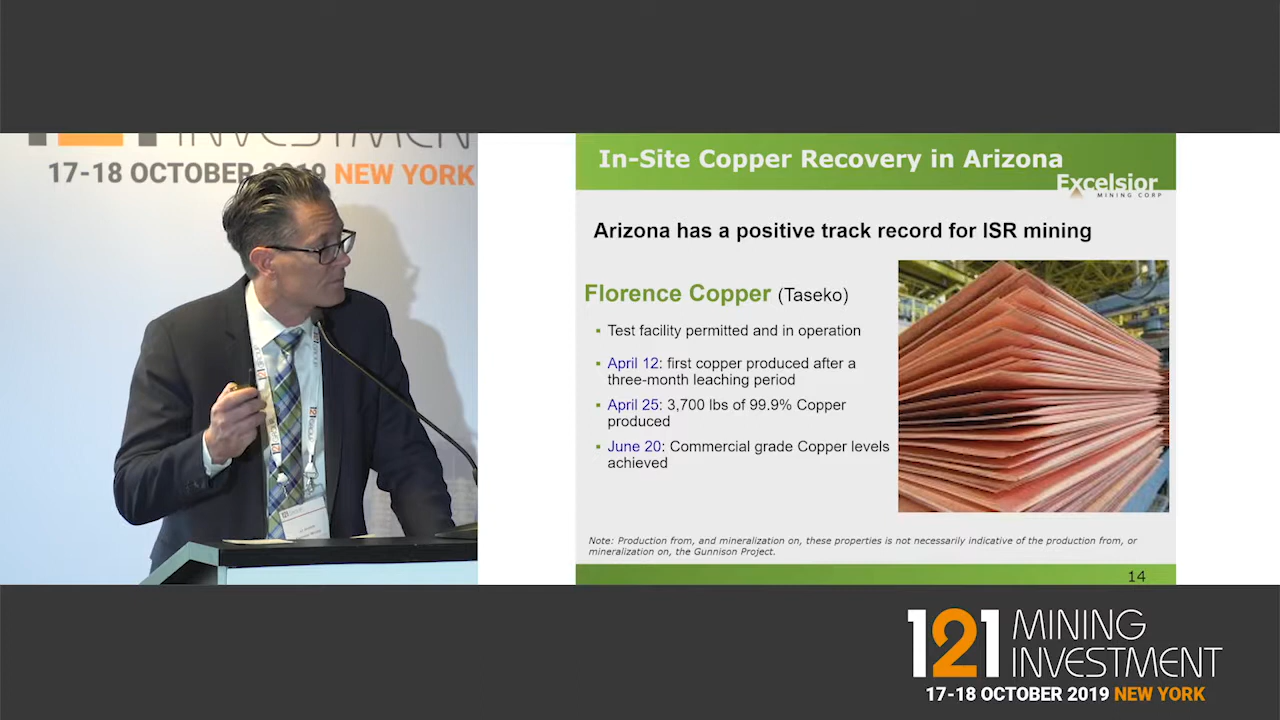 121 INVESTMENT
17-18 OCTOBER 2019 NEW YORK
121
In-Site Copper Recovery in Arizona
Excelsior
MINING CORP
Arizona has a positive track record for ISR mining
Florence Copper (Taseko)
▪ Test facility permitted and in operation
▪ April 12: first copper produced after a
three-month leaching period
▪ April 25: 3,700 lbs of 99.9% Copper
produced
▪ June 20: Commercial grade Copper levels
achieved
Note: Production from, and mineralization on, these properties is not necessarily indicative of the production from, or
mineralization on, the Gunnison Project.
14
121 MINING
INVESTMENT
17-18 OCTOBER 2019 NEW YORK